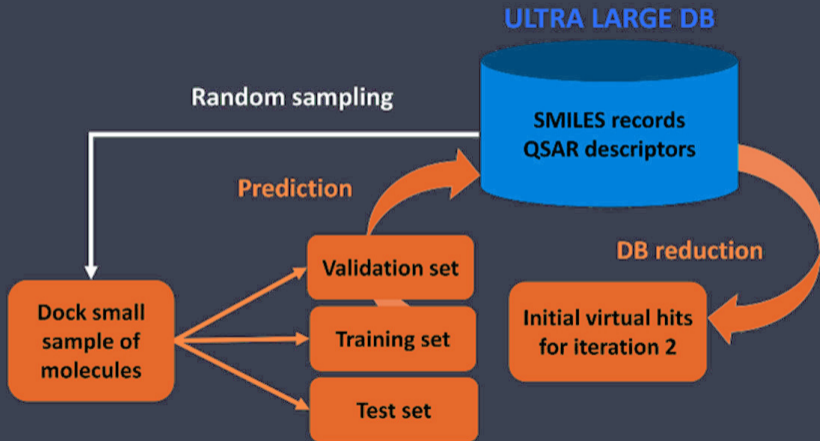 ULTRA LARGE DB
Random sampling
SMILES records
QSAR descriptors
Prediction
DB reduction
Validation set
Dock small
sample of
molecules
Training set
Initial virtual hits
for iteration 2
Test set